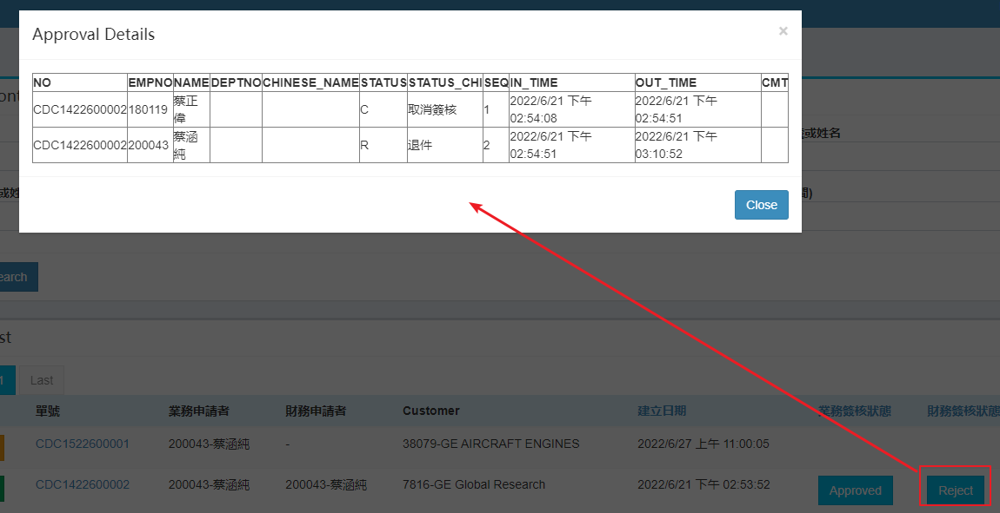 Approval Details ×
NO EMPNO NAME DEPTNO CHINESE_NAME STATUS STATUS_CHI SEQ IN_TIME OUT_TIME CMT
CDC1422600002 180119 蔡正偉 C 取消簽核 1 2022/6/21 下午 02:54:08 2022/6/21 下午 02:54:51
CDC1422600002 200043 蔡涵純 R 退件 2 2022/6/21 下午 02:54:51 2022/6/21 下午 03:10:52
或姓名
Close
earch
st
1 Last
單號 業務申請者 財務申請者 Customer 建立日期 業務簽核狀態 財務簽核狀態
CDC1522600001 200043-蔡涵純 - 38079-GE AIRCRAFT ENGINES 2022/6/27 上午 11:00:05
CDC1422600002 200043-蔡涵純 200043-蔡涵純 7816-GE Global Research 2022/6/21 下午 02:53:52 Approved Reject